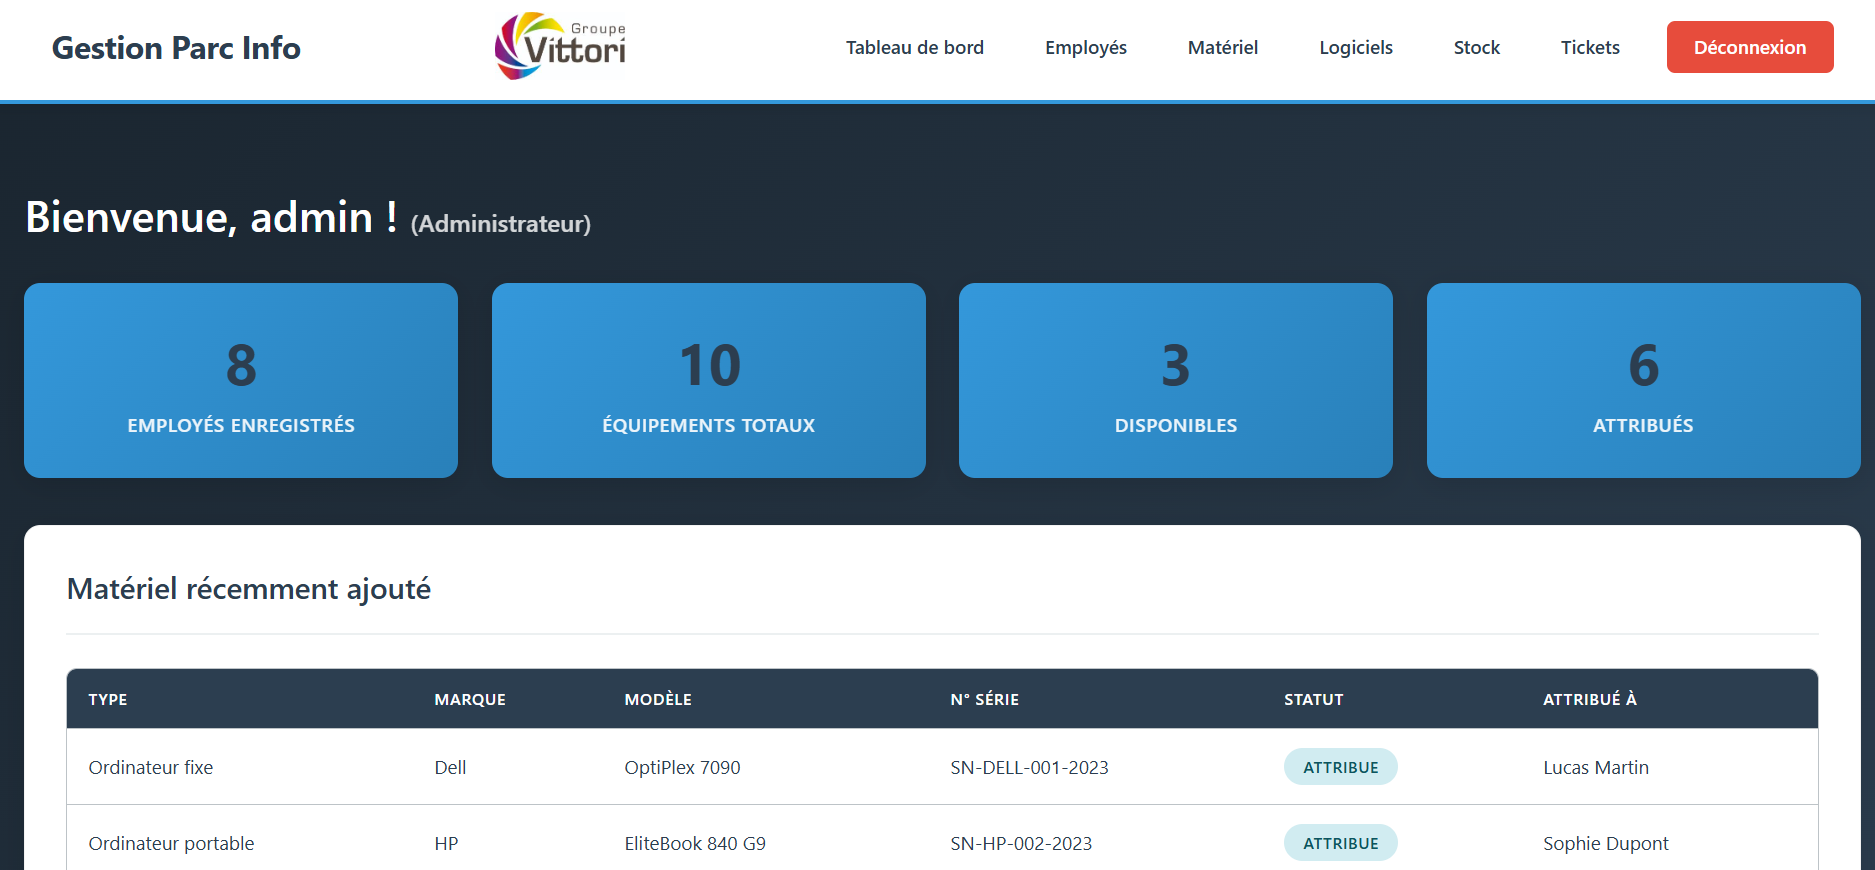 Gestion Parc Info
Groupe
Vittori
Tableau de bord Employés Matériel Logiciels Stock Tickets Déconnexion
Bienvenue, admin ! (Administrateur)
8 10 3 6
EMPLOYÉS ENREGISTRÉS ÉQUIPEMENTS TOTAUX DISPONIBLES ATTRIBUÉS
Matériel récemment ajouté
TYPE MARQUE MODÈLE N° SÉRIE STATUT ATTRIBUÉ À
Ordinateur fixe Dell OptiPlex 7090 SN-DELL-001-2023 ATTRIBUE Lucas Martin
Ordinateur portable HP EliteBook 840 G9 SN-HP-002-2023 ATTRIBUE Sophie Dupont